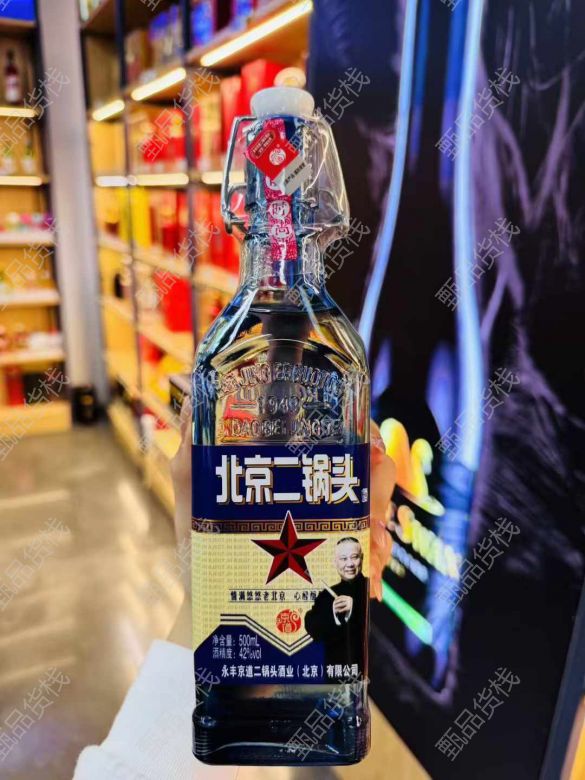 1949
北京二锅头
情满悠悠老北京
净含量：500mL
酒精度：42%vol
永丰京道二锅头酒业（北京）有限公司
甄品货栈